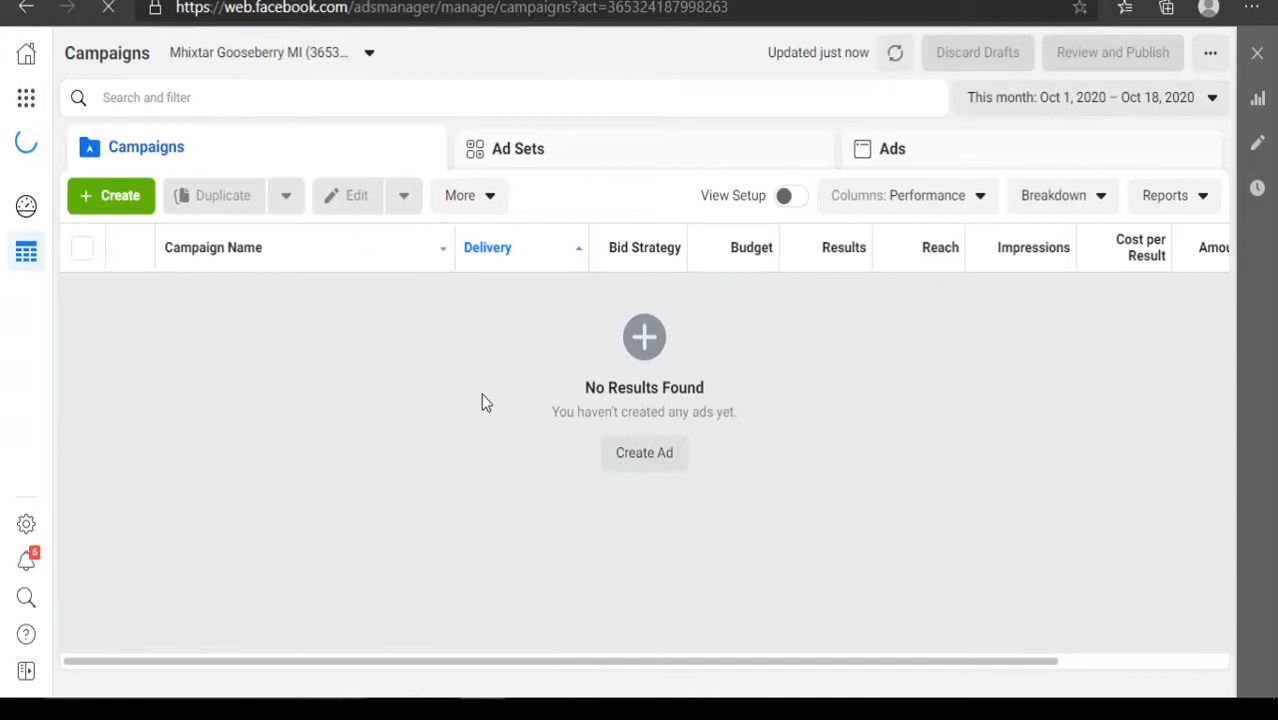 https://web.facebook.com/adsmanager/manage/campaigns?act=365324187998263
Campaigns
Mhixtar Gooseberry MI (3653...
Updated just now
Discard Drafts
Review and Publish
Search and filter
This month: Oct 1, 2020 – Oct 18, 2020
Campaigns
Ad Sets
Ads
+ Create
Duplicate
Edit
More
View Setup
Columns: Performance
Breakdown
Reports
Campaign Name
Delivery
Bid Strategy
Budget
Results
Reach
Impressions
Cost per
Result
Amou
No Results Found
You haven't created any ads yet.
Create Ad
6